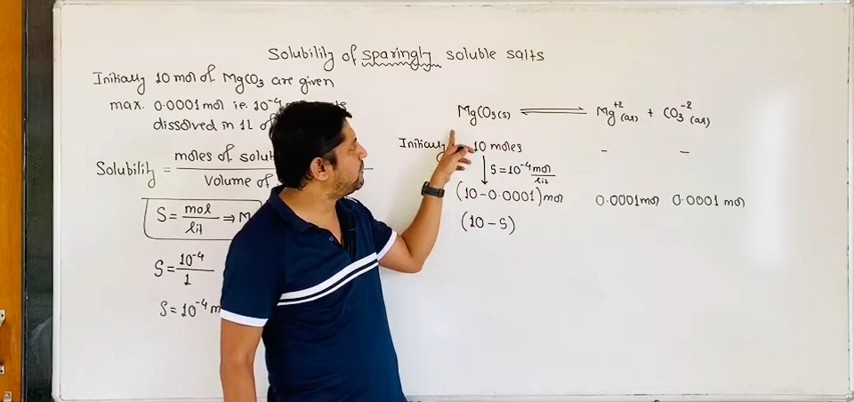 Solubility of sparingly soluble salts
Initially 10 mol of MgCO3 are given
max. 0.0001 mol i.e. 10⁻⁴
dissolved in 1L of
Solubility = moles of solut
Volume of
S = mol/lit ⇒ M
S = 10⁻⁴/1
S = 10⁻⁴ m
MgCO3(s) ⇌ Mg⁺²(aq) + CO3⁻²(aq)
Initially 10 moles - -
S = 10⁻⁴ mol/lit
(10-0.0001) mol 0.0001 mol 0.0001 mol
(10-S)